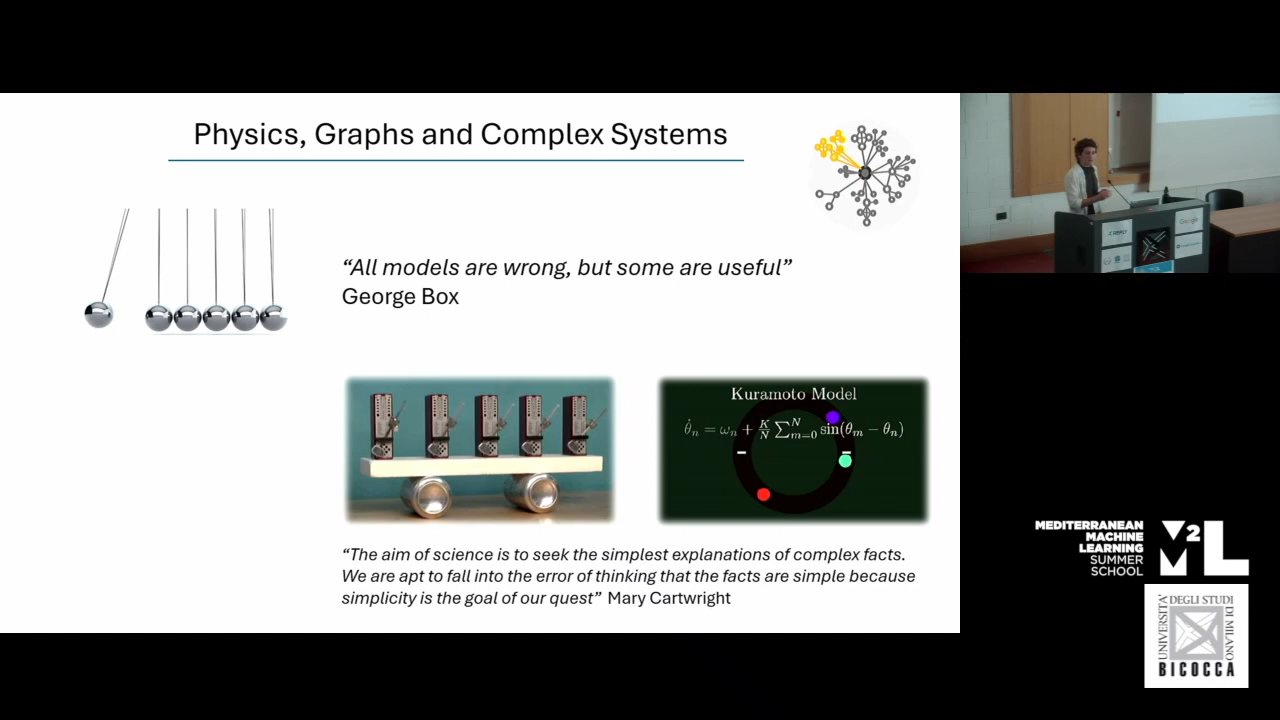 Physics, Graphs and Complex Systems
“All models are wrong, but some are useful”
George Box
Kuramoto Model
θ̇ₙ = ωₙ + K/N ∑ᴺₘ₌₀ sin(θₘ − θₙ)
“The aim of science is to seek the simplest explanations of complex facts.
We are apt to fall into the error of thinking that the facts are simple because
simplicity is the goal of our quest” Mary Cartwright
Google
MEDITERRANEAN
MACHINE
LEARNING
SUMMER
SCHOOL
M2L
UNIVERSITA'
DEGLI STUDI
DI MILANO
BICOCCA